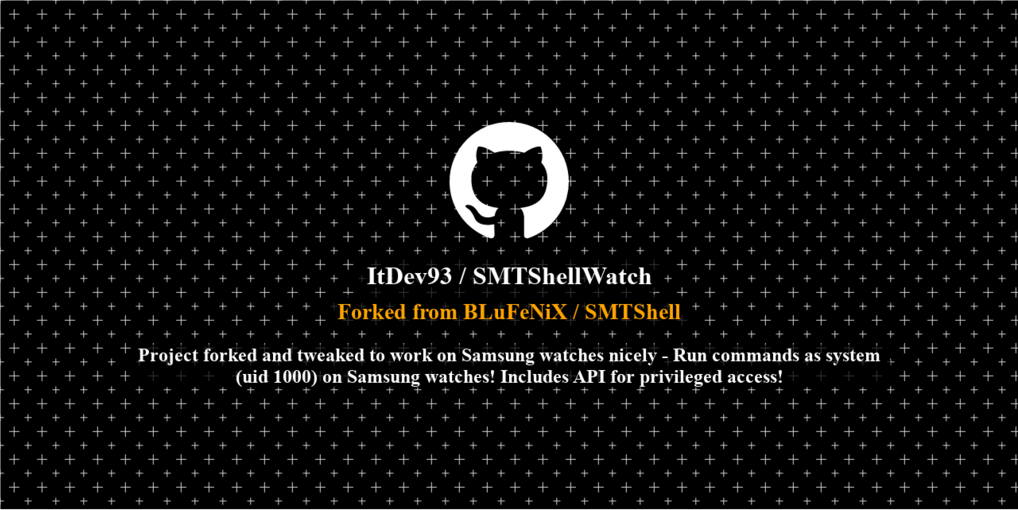 ItDev93 / SMTShellWatch
Forked from BLuFeNiX / SMTShell
Project forked and tweaked to work on Samsung watches nicely - Run commands as system
(uid 1000) on Samsung watches! Includes API for privileged access!